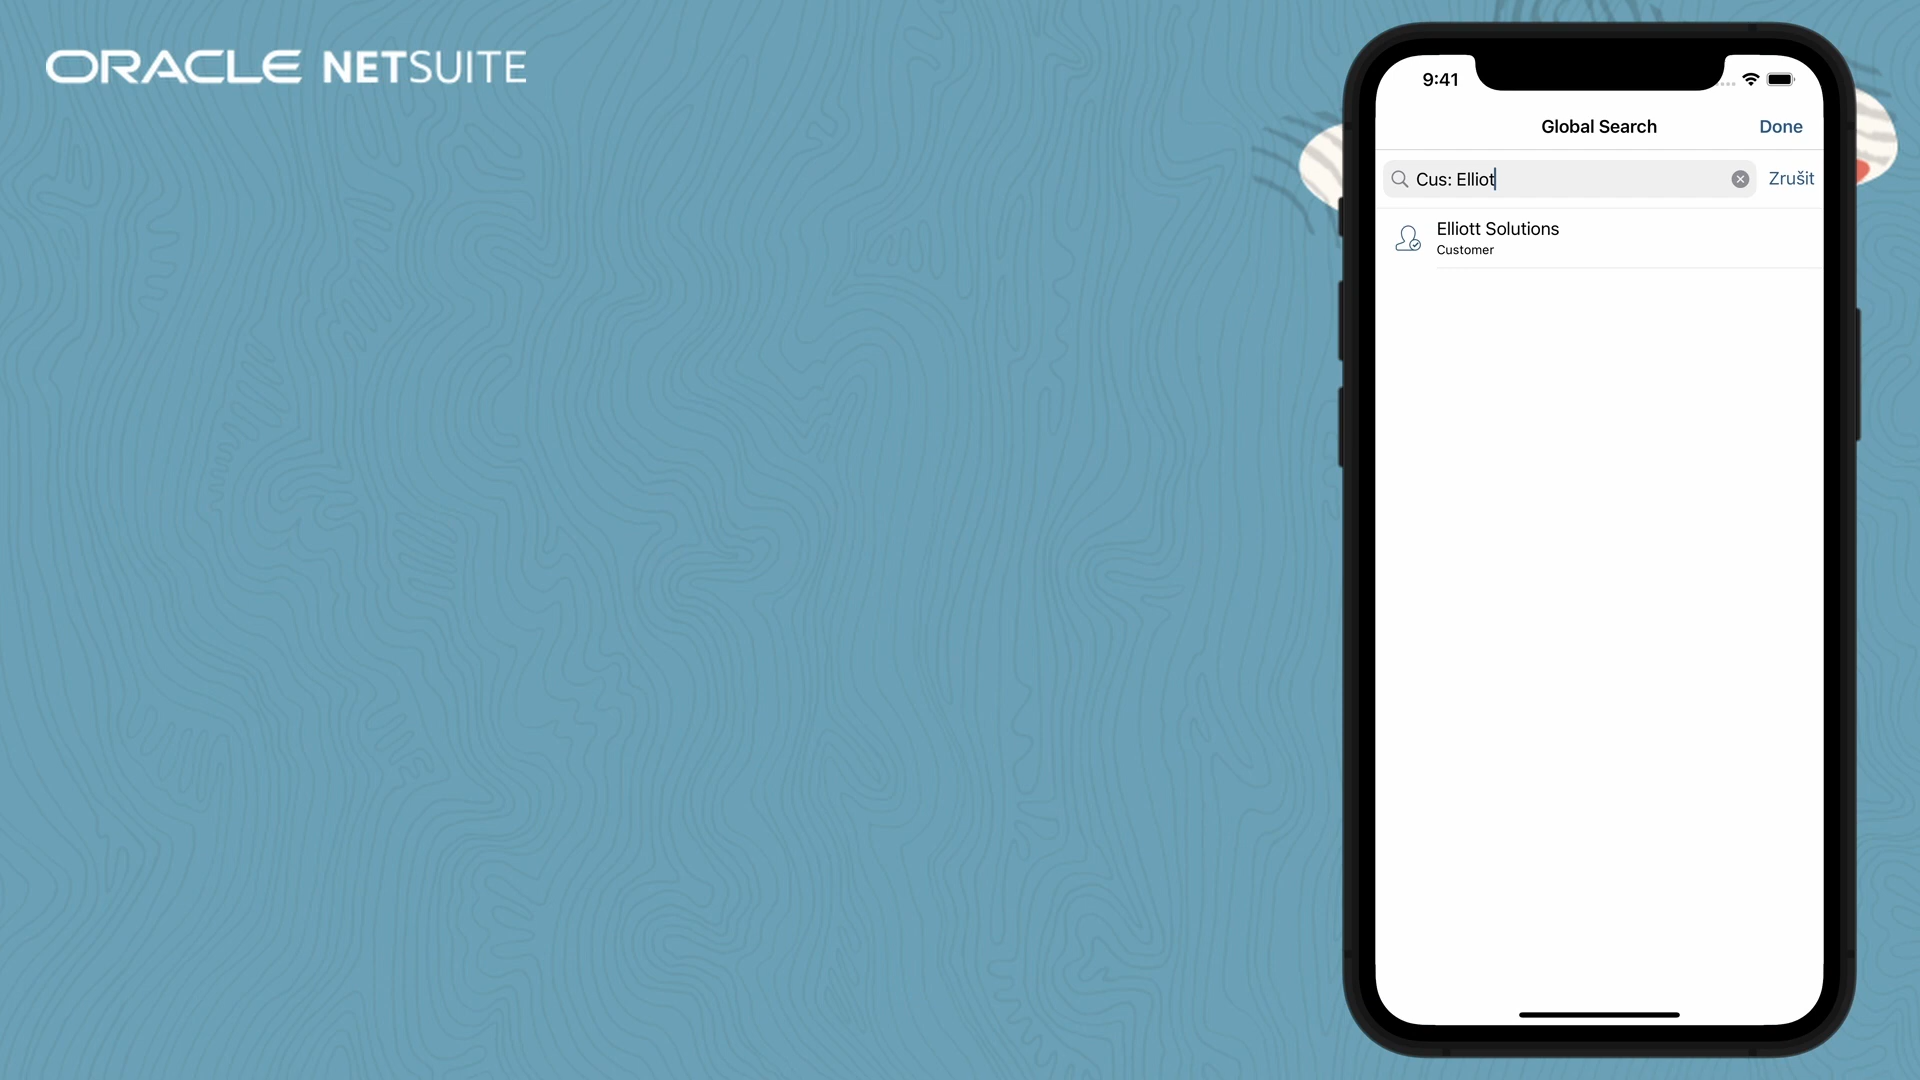 ORACLE NETSUITE
9:41
Global Search
Done
Cus: Elliot
Zrušit
Elliott Solutions
Customer